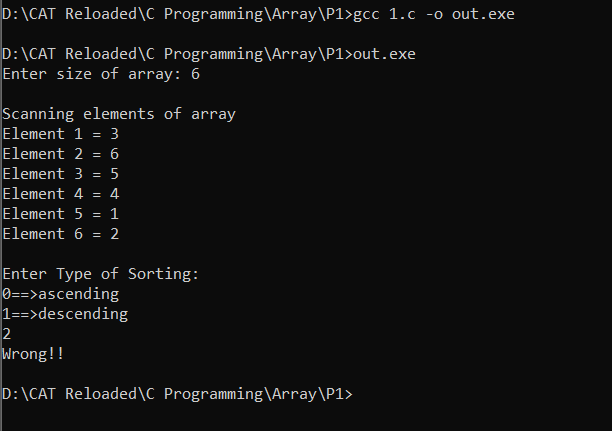 D:\CAT Reloaded\C Programming\Array\P1>gcc 1.c -o out.exe
D:\CAT Reloaded\C Programming\Array\P1>out.exe
Enter size of array: 6
Scanning elements of array
Element 1 = 3
Element 2 = 6
Element 3 = 5
Element 4 = 4
Element 5 = 1
Element 6 = 2
Enter Type of Sorting:
0==>ascending
1==>descending
2
Wrong!!
D:\CAT Reloaded\C Programming\Array\P1>